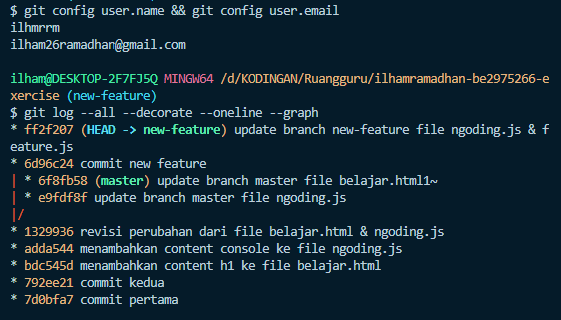 $ git config user.name && git config user.email
ilhmrrm
ilham26ramadhan@gmail.com
ilham@DESKTOP-2F7FJ5Q MINGW64 /d/KODINGAN/Ruangguru/ilhamramadhan-be2975266-e
xercise (new-feature)
$ git log --all --decorate --oneline --graph
* ff2f207 (HEAD -> new-feature) update branch new-feature file ngoding.js & f
eature.js
* 6d96c24 commit new feature
| * 6f8fb58 (master) update branch master file belajar.html1~
| * e9fdf8f update branch master file ngoding.js
|/
* 1329936 revisi perubahan dari file belajar.html & ngoding.js
* adda544 menambahkan content console ke file ngoding.js
* bdc545d menambahkan content h1 ke file belajar.html
* 792ee21 commit kedua
* 7d0bfa7 commit pertama